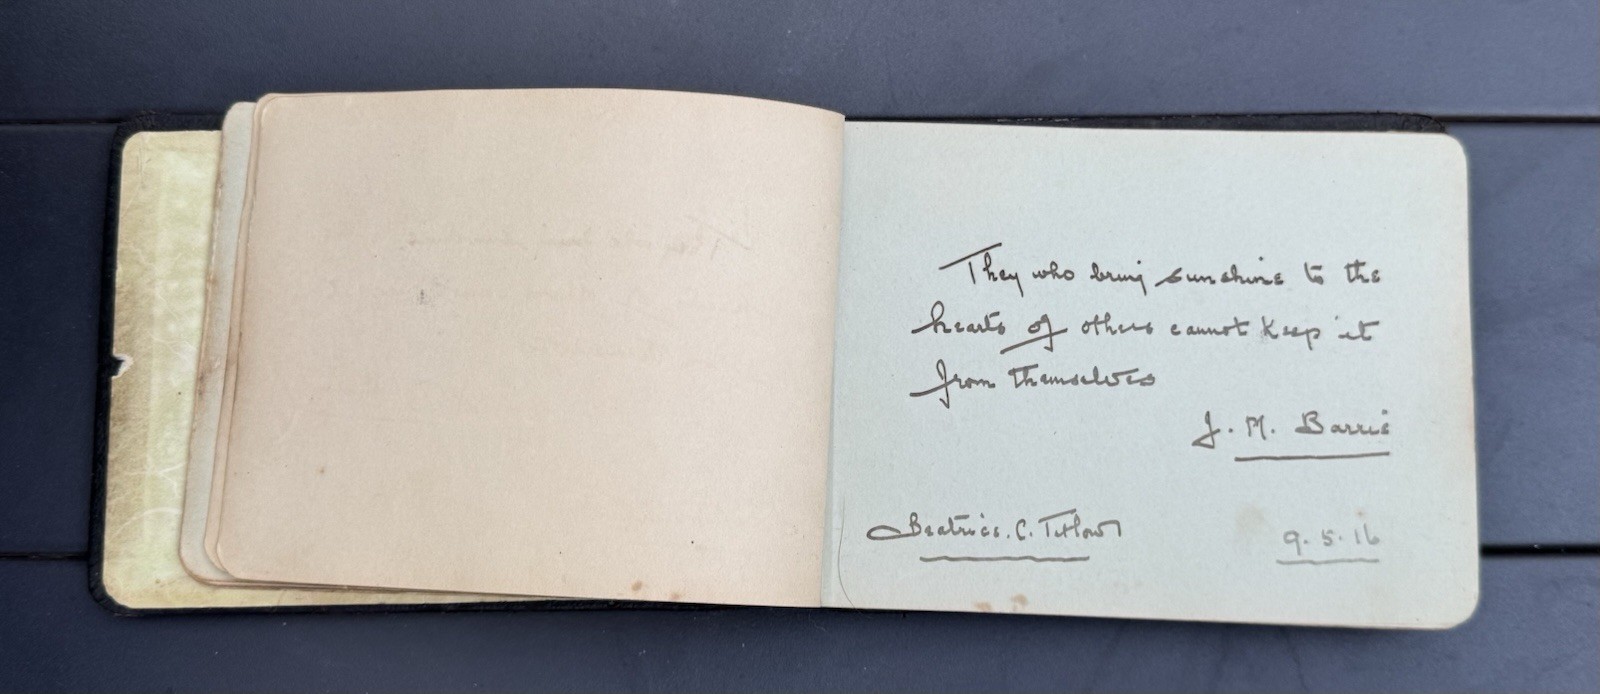 They who bring sunshine to the
hearts of others cannot keep it
from themselves
J. M. Barrie
Beatrice. C. Titlow
9. 5. 16